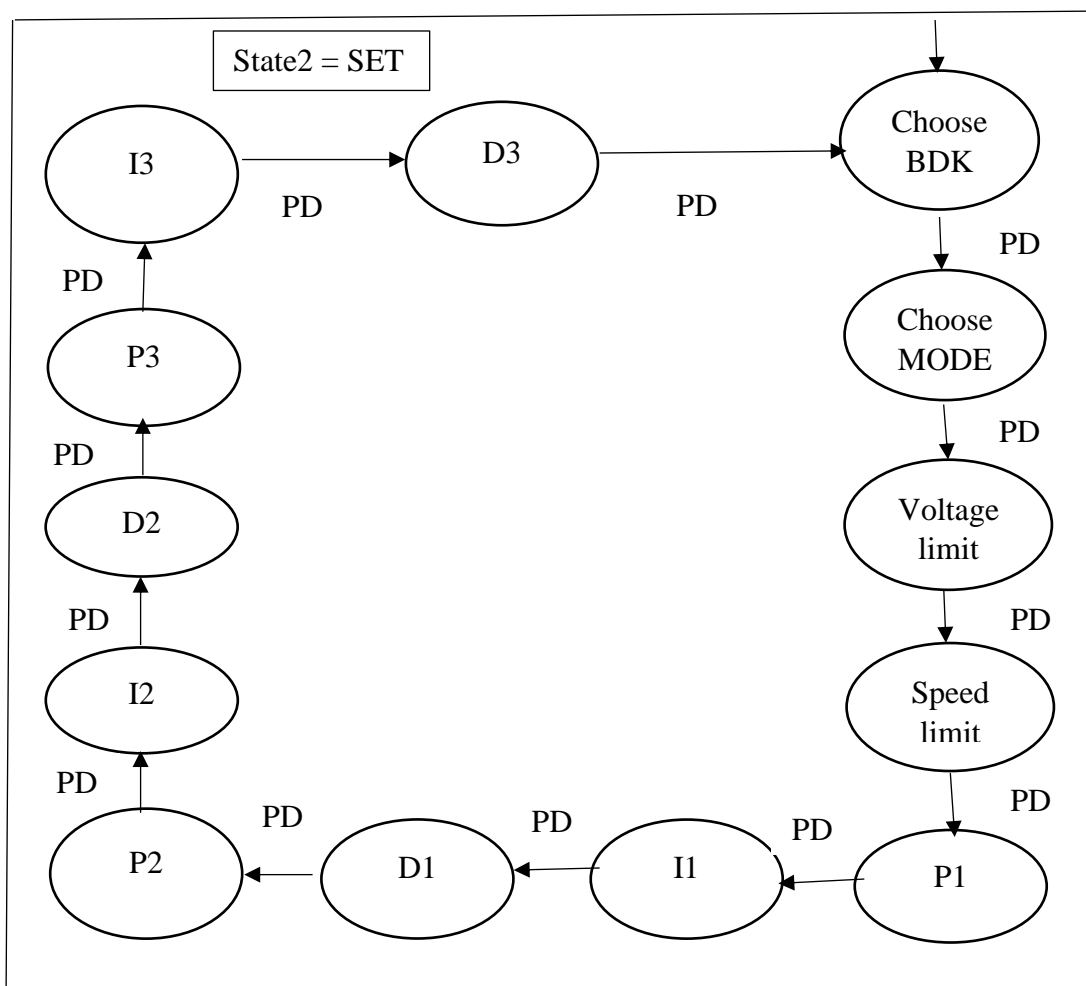 State2 = SET
Choose
BDK
I3
D3
PD
PD
PD
PD
Choose
MODE
P3
PD
PD
D2
Voltage
limit
PD
PD
I2
Speed
limit
PD
PD
PD
PD
PD
P2
D1
I1
P1